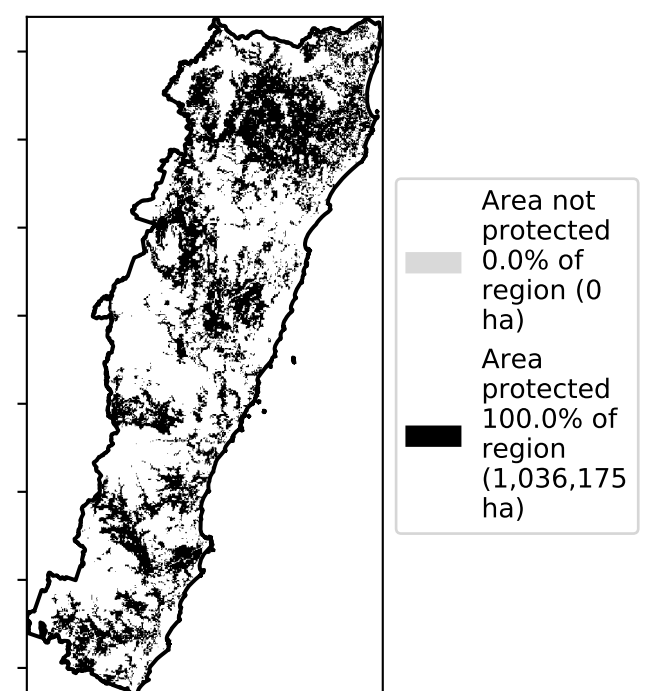 Area not
protected
0.0% of
region (0
ha)
Area
protected
100.0% of
region
(1,036,175
ha)